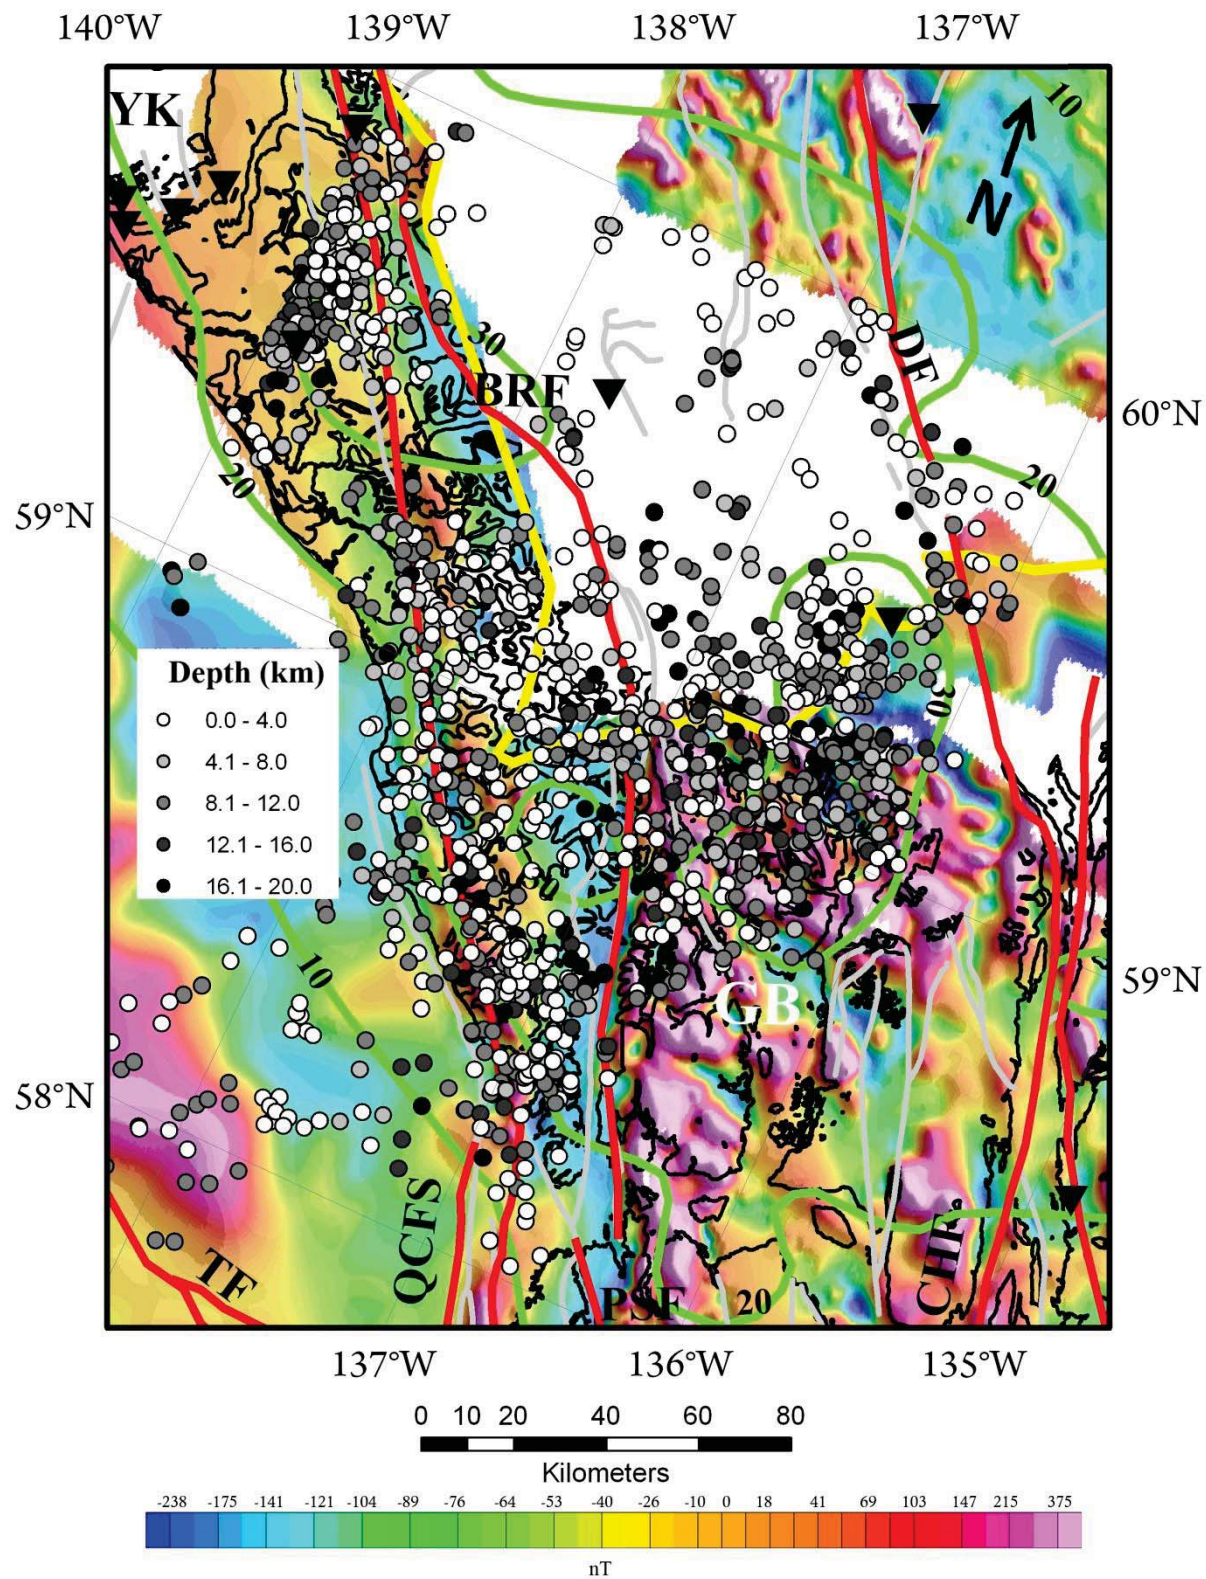 140°W 139°W 138°W 137°W
YK
10
N
30
DF
BRF
60°N
20
20
59°N
Depth (km)
0.0 - 4.0
4.1 - 8.0
8.1 - 12.0
12.1 - 16.0
16.1 - 20.0
30
30
10
GB
59°N
58°N
QCFS
TF
CHF
PSF
20
137°W 136°W 135°W
0 10 20 40 60 80
Kilometers
-238 -175 -141 -121 -104 -89 -76 -64 -53 -40 -26 -10 0 18 41 69 103 147 215 375
nT